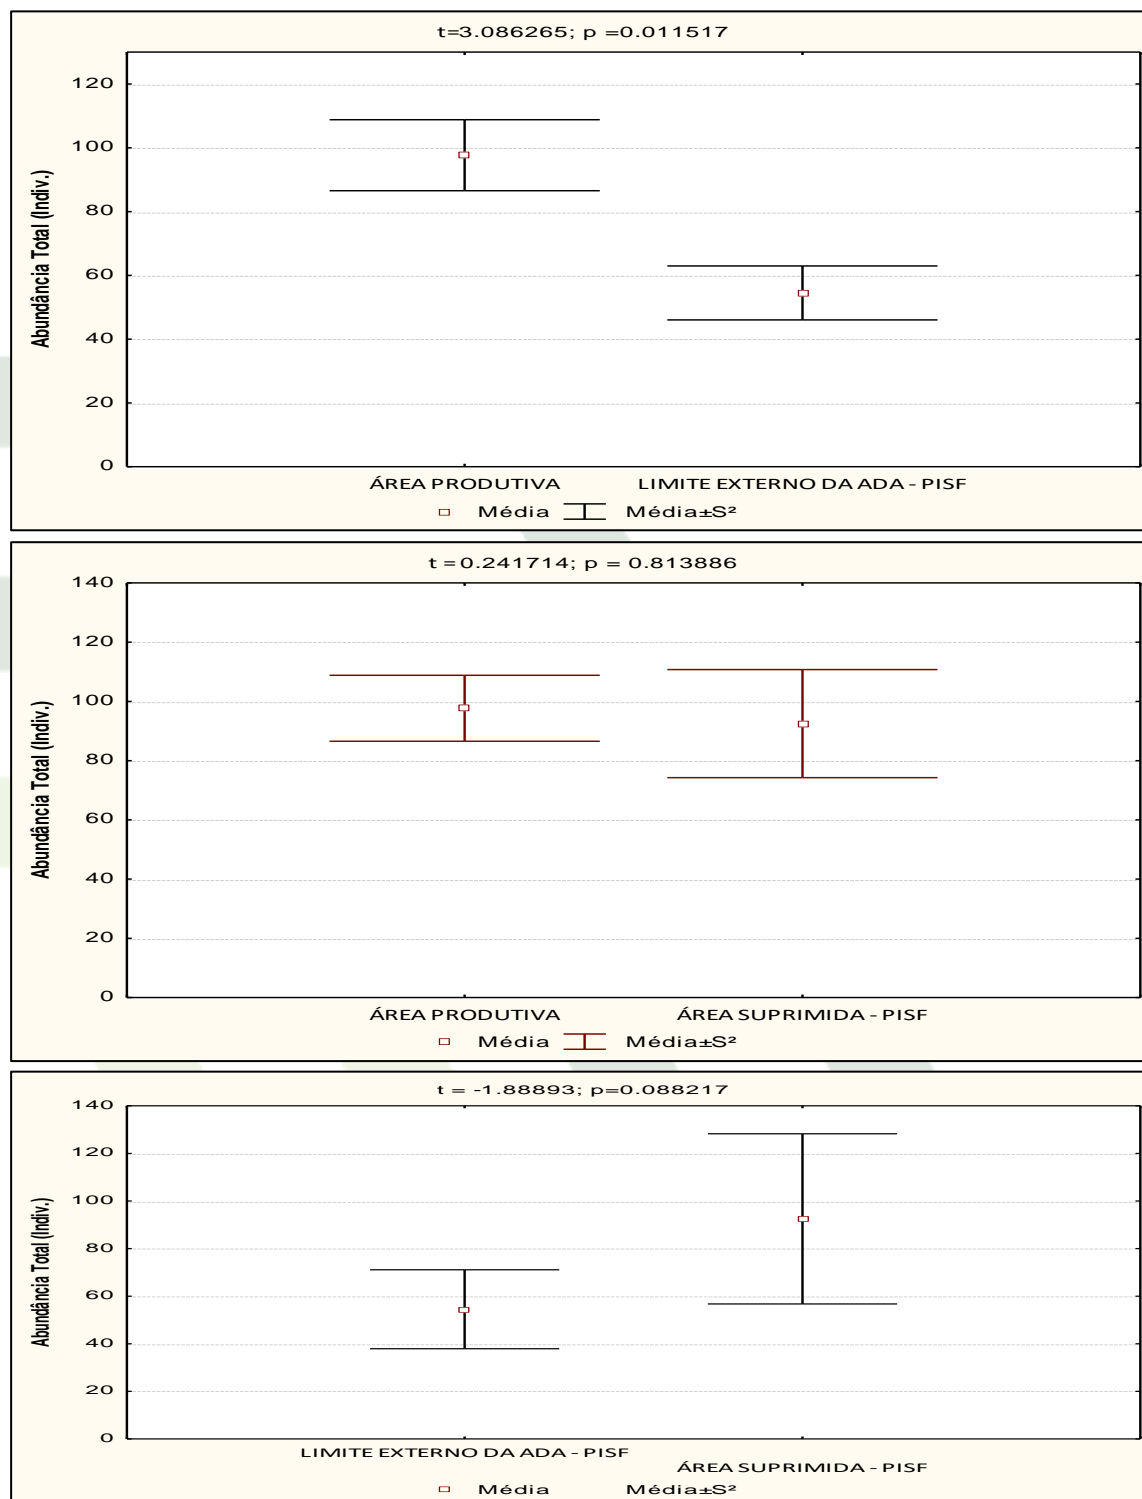 t=3.086265; p =0.011517
Abundância Total (Indiv.)
120
100
80
60
40
20
0
ÁREA PRODUTIVA LIMITE EXTERNO DA ADA - PISF
Média Média±S²
t =0.241714; p = 0.813886
Abundância Total (Indiv.)
140
120
100
80
60
40
20
0
ÁREA PRODUTIVA ÁREA SUPRIMIDA - PISF
Média Média±S²
t = -1.88893; p=0.088217
Abundância Total (Indiv.)
140
120
100
80
60
40
20
0
LIMITE EXTERNO DA ADA - PISF
ÁREA SUPRIMIDA - PISF
Média Média±S²